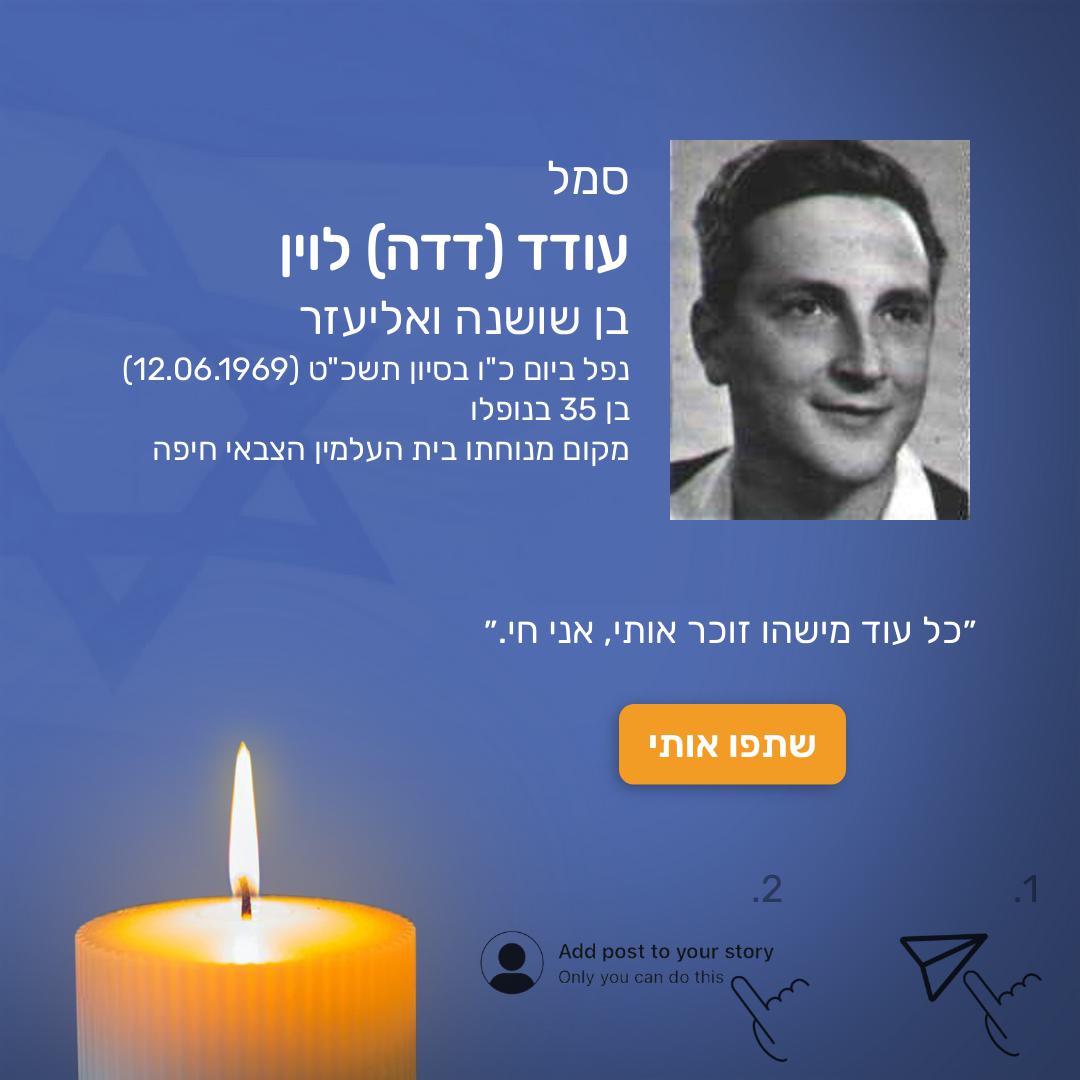 סמל
עודד (דדה) לוין
בן שושנה ואליעזר
נפל ביום כ"ו בסיון תשכ"ט (12.06.1969)
בן 35 בנופלו
מקום מנוחתו בית העלמין הצבאי חיפה
״כל עוד מישהו זוכר אותי, אני חי.״
שתפו אותי
.1
.2
Add post to your story
Only you can do this